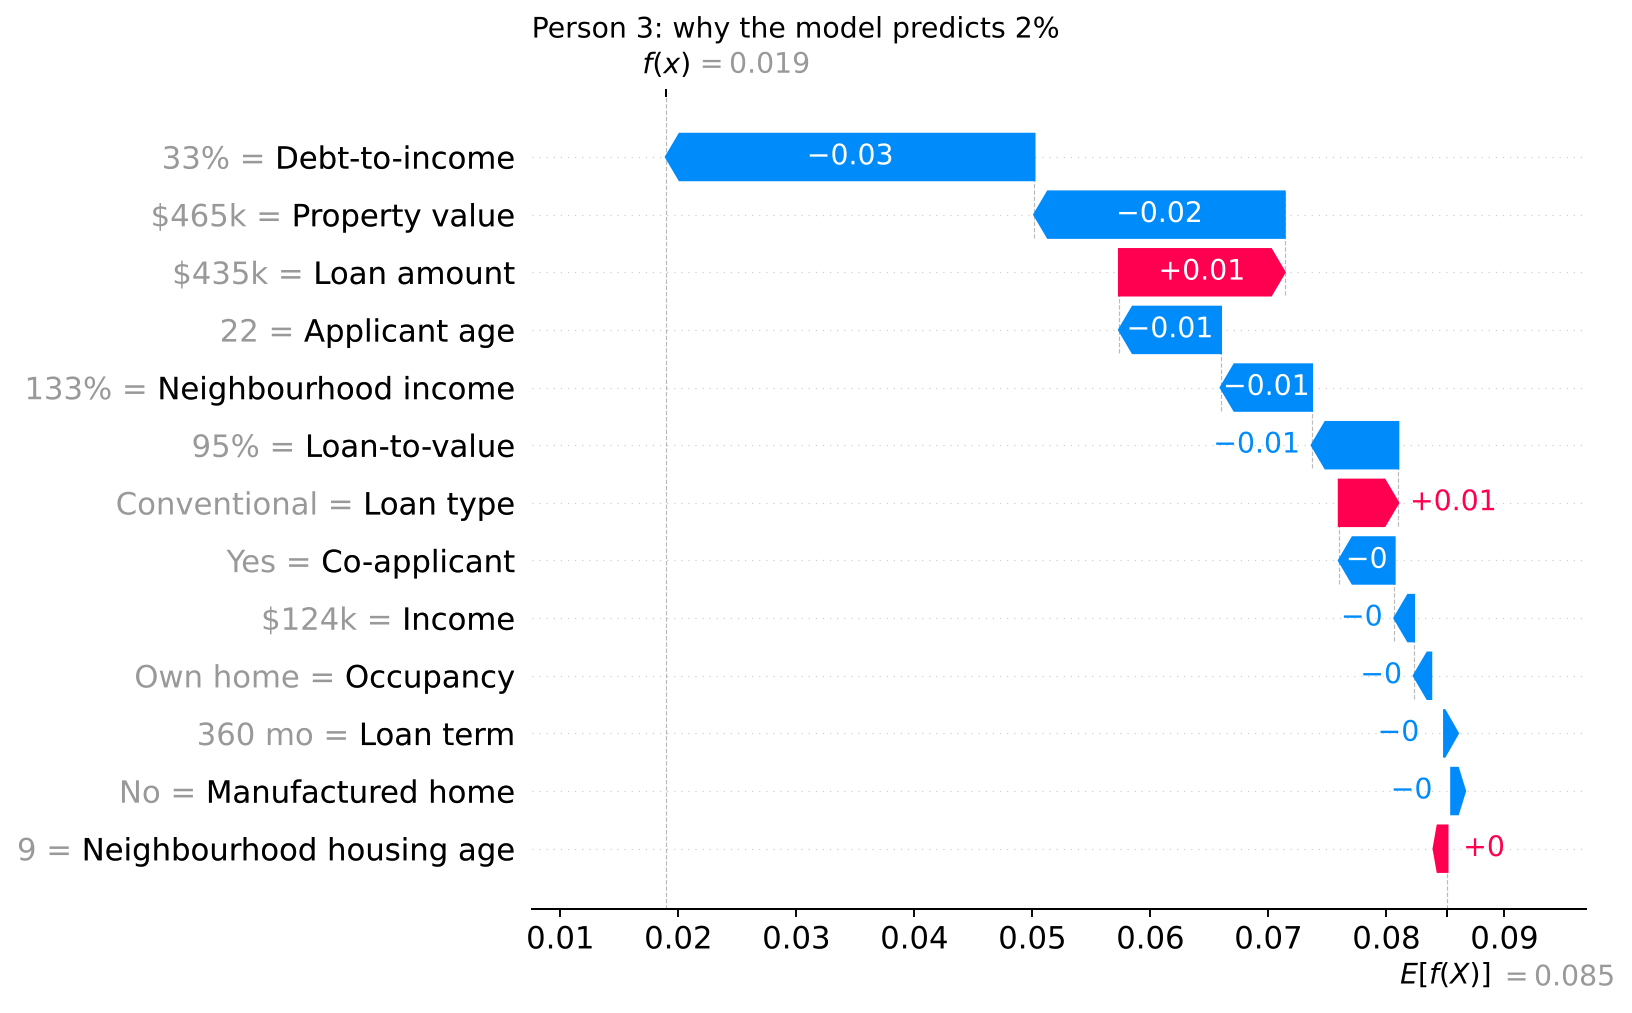 Person 3: why the model predicts 2%
f(x) = 0.019
33% = Debt-to-income −0.03
$465k = Property value −0.02
$435k = Loan amount +0.01
22 = Applicant age −0.01
133% = Neighbourhood income −0.01
95% = Loan-to-value −0.01
Conventional = Loan type +0.01
Yes = Co-applicant −0
$124k = Income −0
Own home = Occupancy −0
360 mo = Loan term −0
No = Manufactured home −0
9 = Neighbourhood housing age +0
0.01 0.02 0.03 0.04 0.05 0.06 0.07 0.08 0.09
E[f(X)] = 0.085